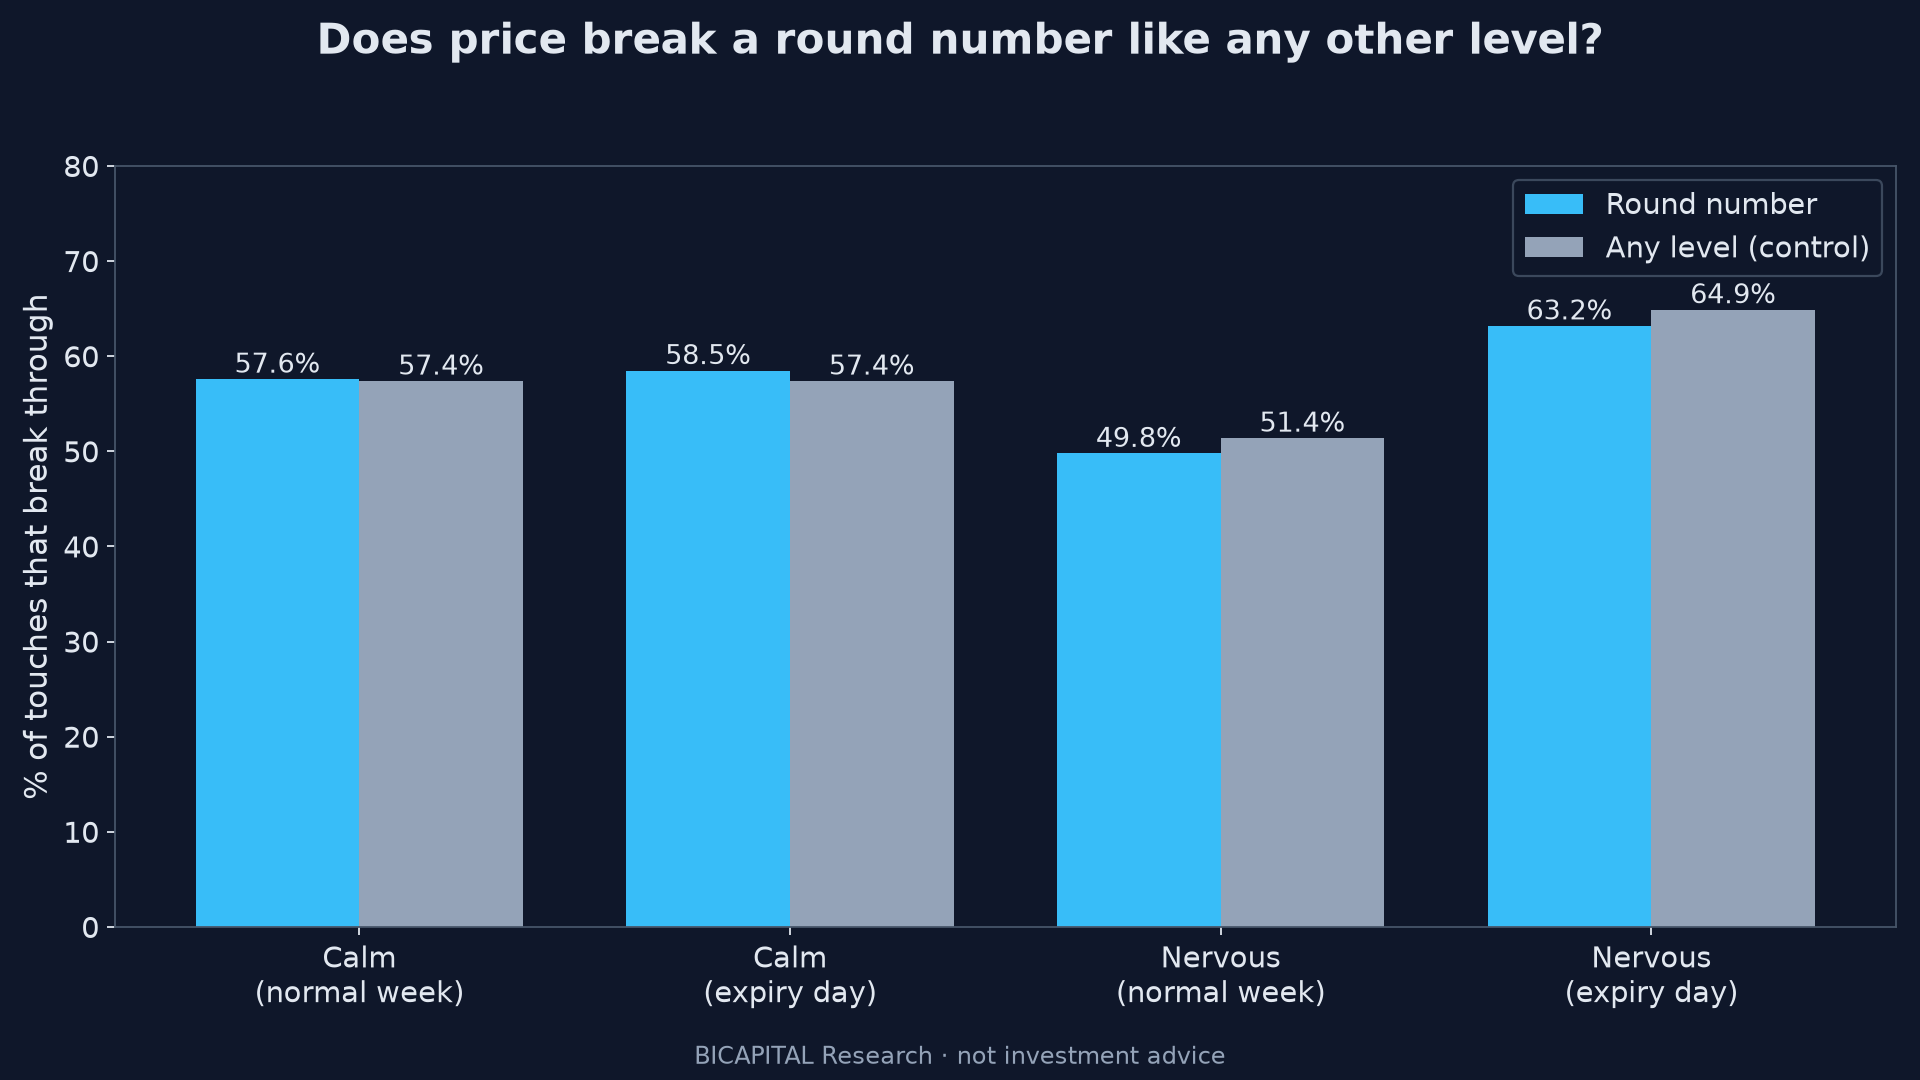 Does price break a round number like any other level?
% of touches that break through
80
70
60
50
40
30
20
10
0
Round number
Any level (control)
57.6%
57.4%
58.5%
57.4%
49.8%
51.4%
63.2%
64.9%
Calm
(normal week)
Calm
(expiry day)
Nervous
(normal week)
Nervous
(expiry day)
BICAPITAL Research · not investment advice